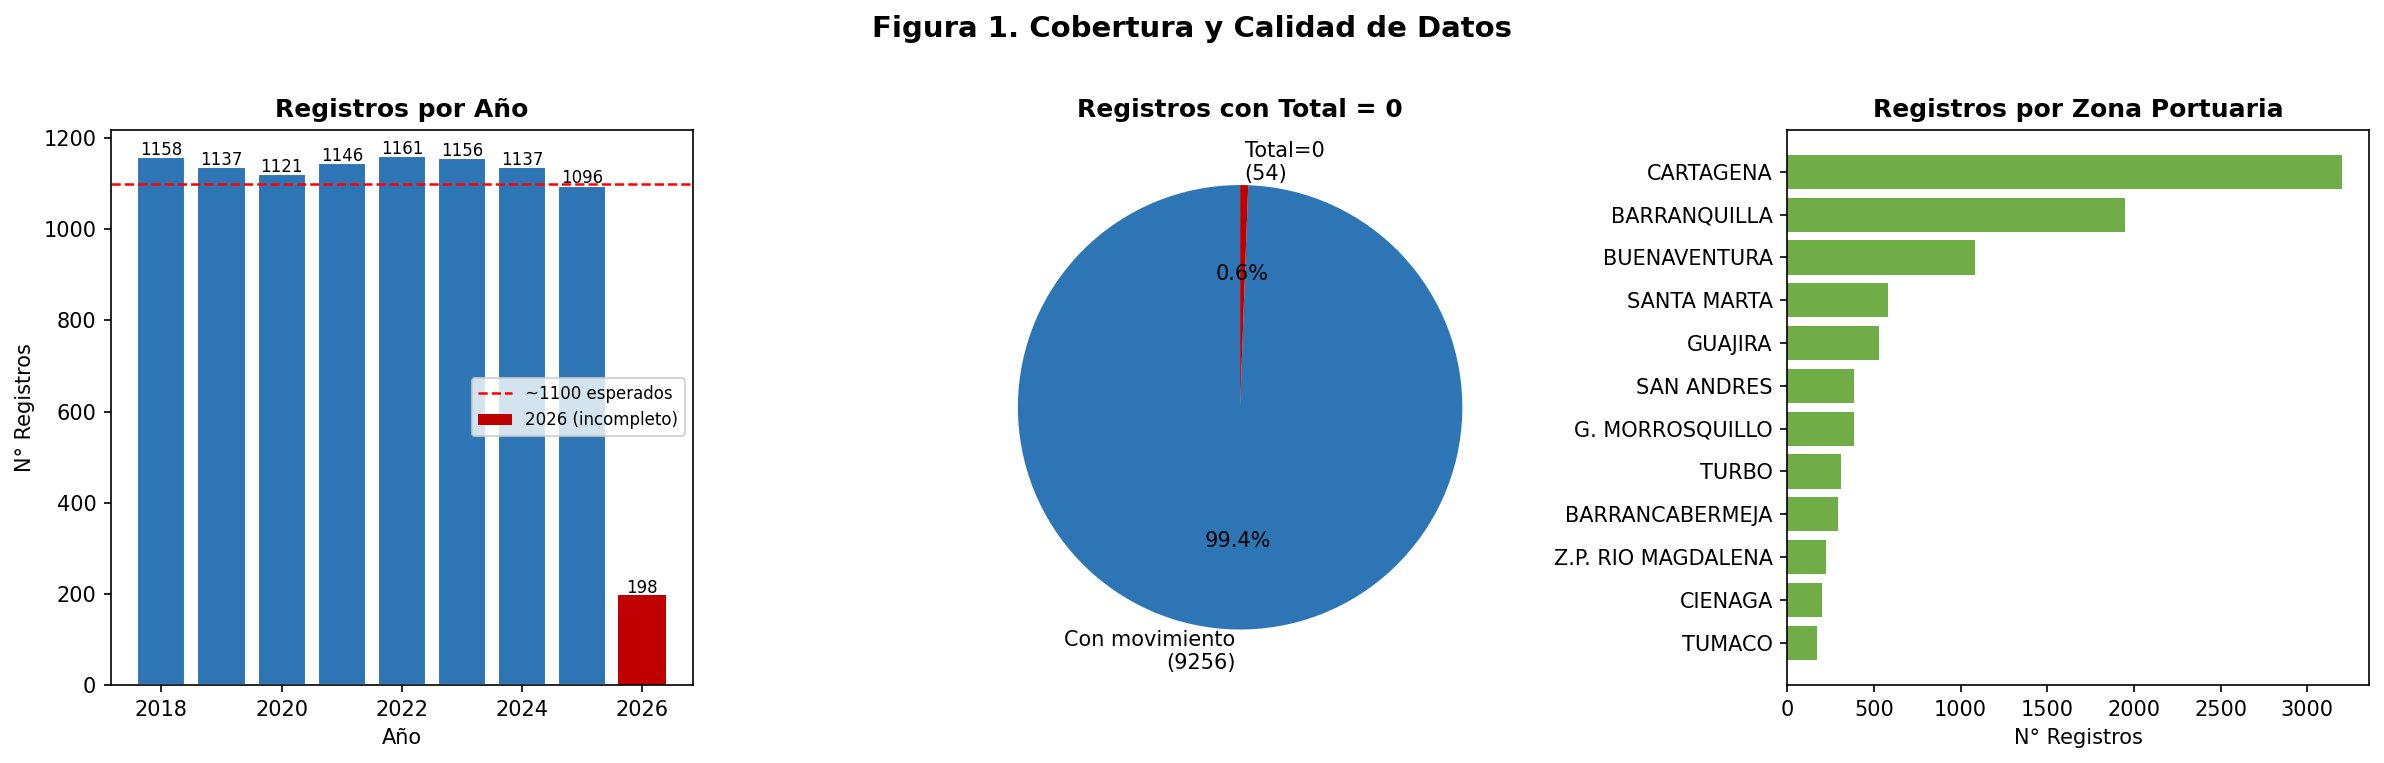 Figura 1. Cobertura y Calidad de Datos
Registros por Año
N° Registros
1200
1000
800
600
400
200
0
1158
1137
1121
1146
1161
1156
1137
1096
198
~1100 esperados
2026 (incompleto)
2018
2020
2022
2024
2026
Año
Registros con Total = 0
Total=0
(54)
0.6%
99.4%
Con movimiento
(9256)
Registros por Zona Portuaria
CARTAGENA
BARRANQUILLA
BUENAVENTURA
SANTA MARTA
GUAJIRA
SAN ANDRES
G. MORROSQUILLO
TURBO
BARRANCABERMEJA
Z.P. RIO MAGDALENA
CIENAGA
TUMACO
0
500
1000
1500
2000
2500
3000
N° Registros